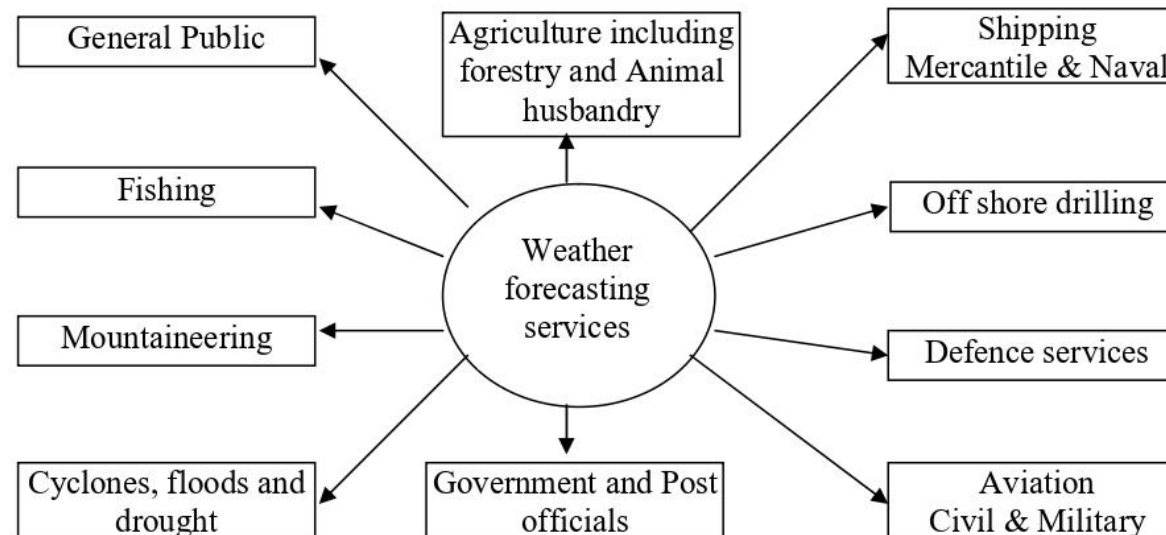 General Public
Agriculture including
forestry and Animal
husbandry
Shipping
Mercantile & Naval
Fishing
Off shore drilling
Weather
forecasting
services
Mountaineering
Defence services
Cyclones, floods and
drought
Government and Post
officials
Aviation
Civil & Military